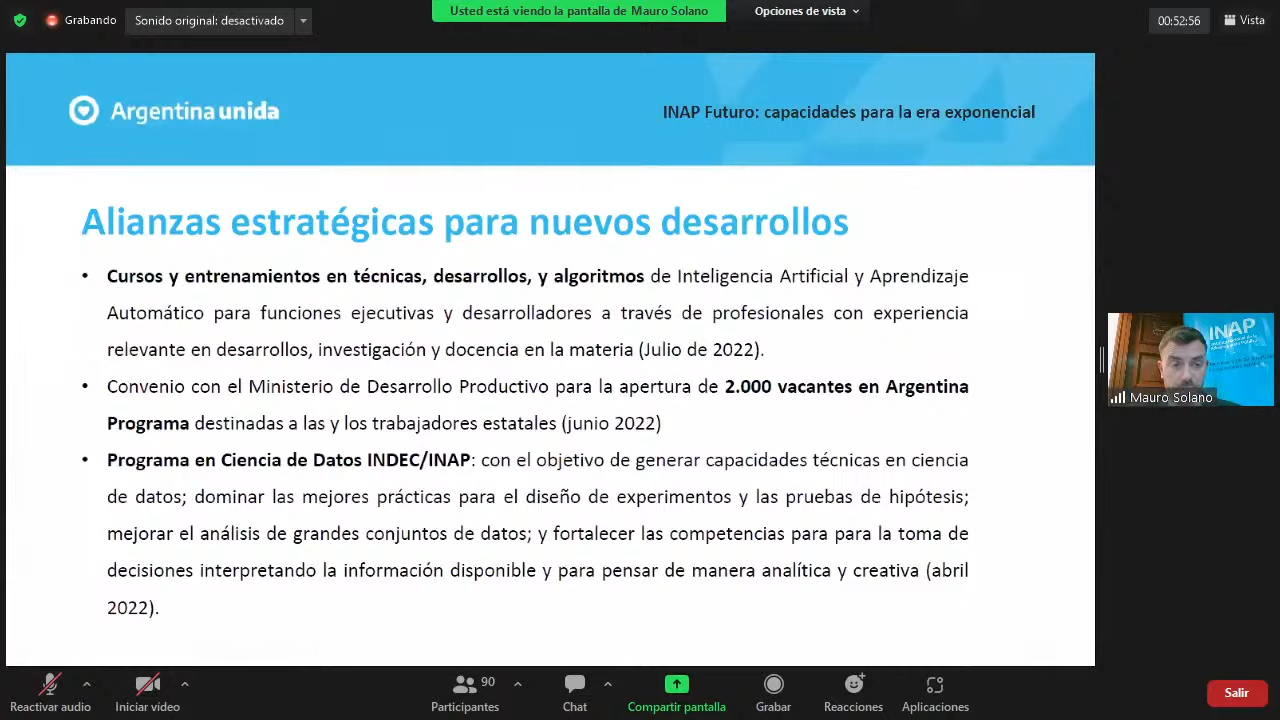 Grabando
Sonido original: desactivado
Usted está viendo la pantalla de Mauro Solano
Opciones de vista
00:52:56
Vista
Argentina unida
INAP Futuro: capacidades para la era exponencial
Alianzas estratégicas para nuevos desarrollos
• Cursos y entrenamientos en técnicas, desarrollos, y algoritmos de Inteligencia Artificial y Aprendizaje
Automático para funciones ejecutivas y desarrolladores a través de profesionales con experiencia
relevante en desarrollos, investigación y docencia en la materia (Julio de 2022).
• Convenio con el Ministerio de Desarrollo Productivo para la apertura de 2.000 vacantes en Argentina
Programa destinadas a las y los trabajadores estatales (junio 2022)
• Programa en Ciencia de Datos INDEC/INAP: con el objetivo de generar capacidades técnicas en ciencia
de datos; dominar las mejores prácticas para el diseño de experimentos y las pruebas de hipótesis;
mejorar el análisis de grandes conjuntos de datos; y fortalecer las competencias para para la toma de
decisiones interpretando la información disponible y para pensar de manera analítica y creativa (abril
2022).
INAP
Mauro Solano
Reactivar audio
Iniciar vídeo
90
Participantes
Chat
Compartir pantalla
Grabar
Reacciones
Aplicaciones
Salir